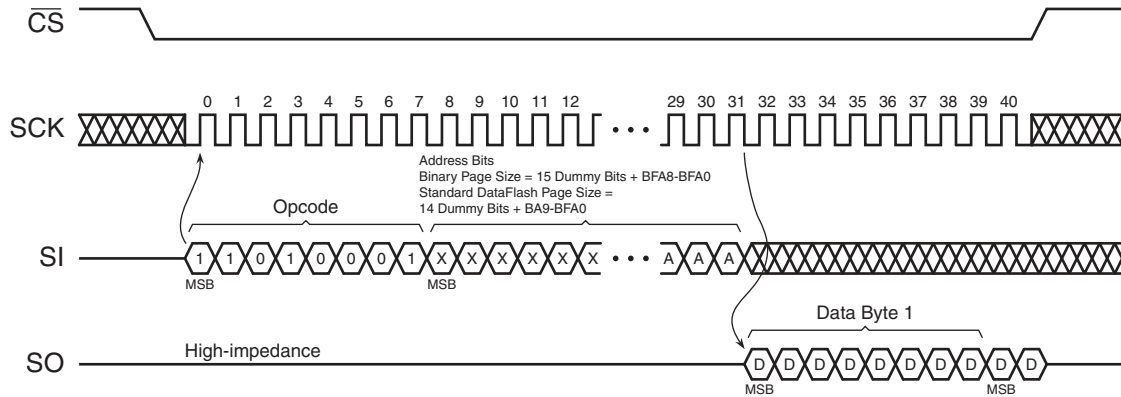 CS
0 1 2 3 4 5 6 7 8 9 10 11 12 29 30 31 32 33 34 35 36 37 38 39 40
SCK
Address Bits
Binary Page Size = 15 Dummy Bits + BFA8-BFA0
Standard DataFlash Page Size =
14 Dummy Bits + BA9-BFA0
Opcode
SI 1 1 0 1 0 0 0 1 X X X X X X A A A
MSB MSB
Data Byte 1
High-impedance
SO D D D D D D D D D D
MSB MSB